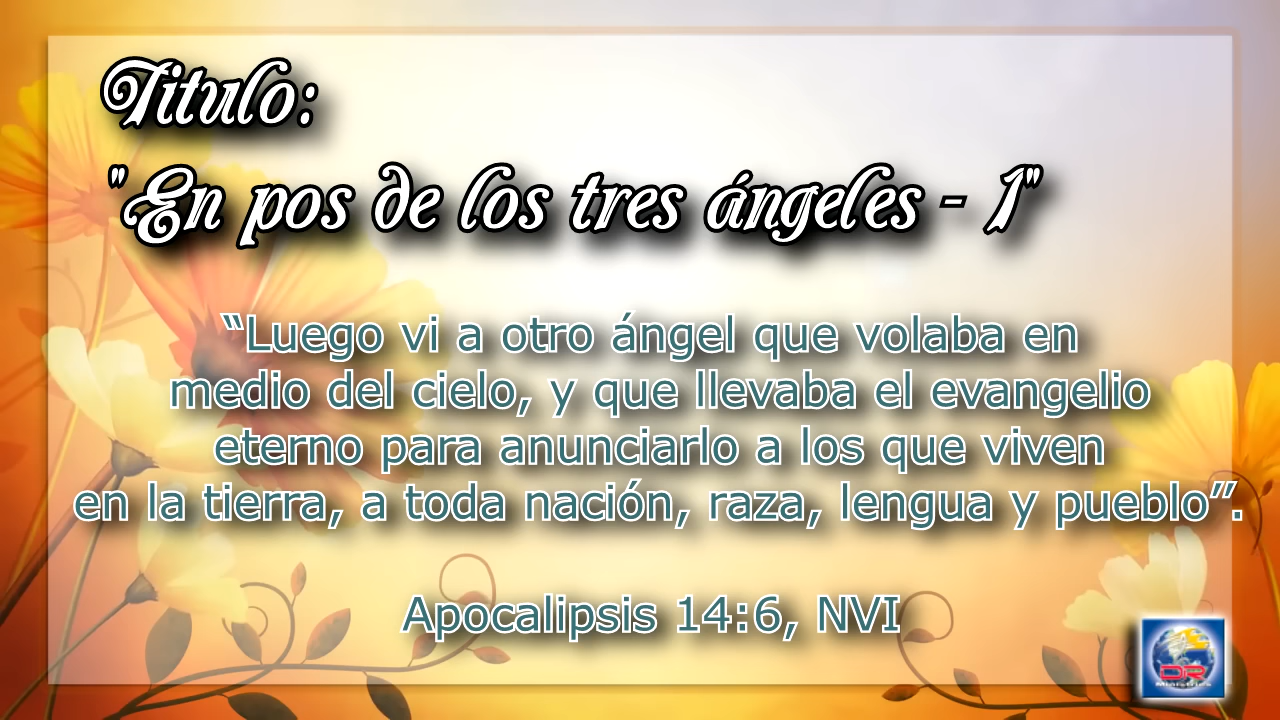 Titulo:
"En pos de los tres ángeles - 1"
“Luego vi a otro ángel que volaba en
medio del cielo, y que llevaba el evangelio
eterno para anunciarlo a los que viven
en la tierra, a toda nación, raza, lengua y pueblo”.
Apocalipsis 14:6, NVI
DR
Ministries